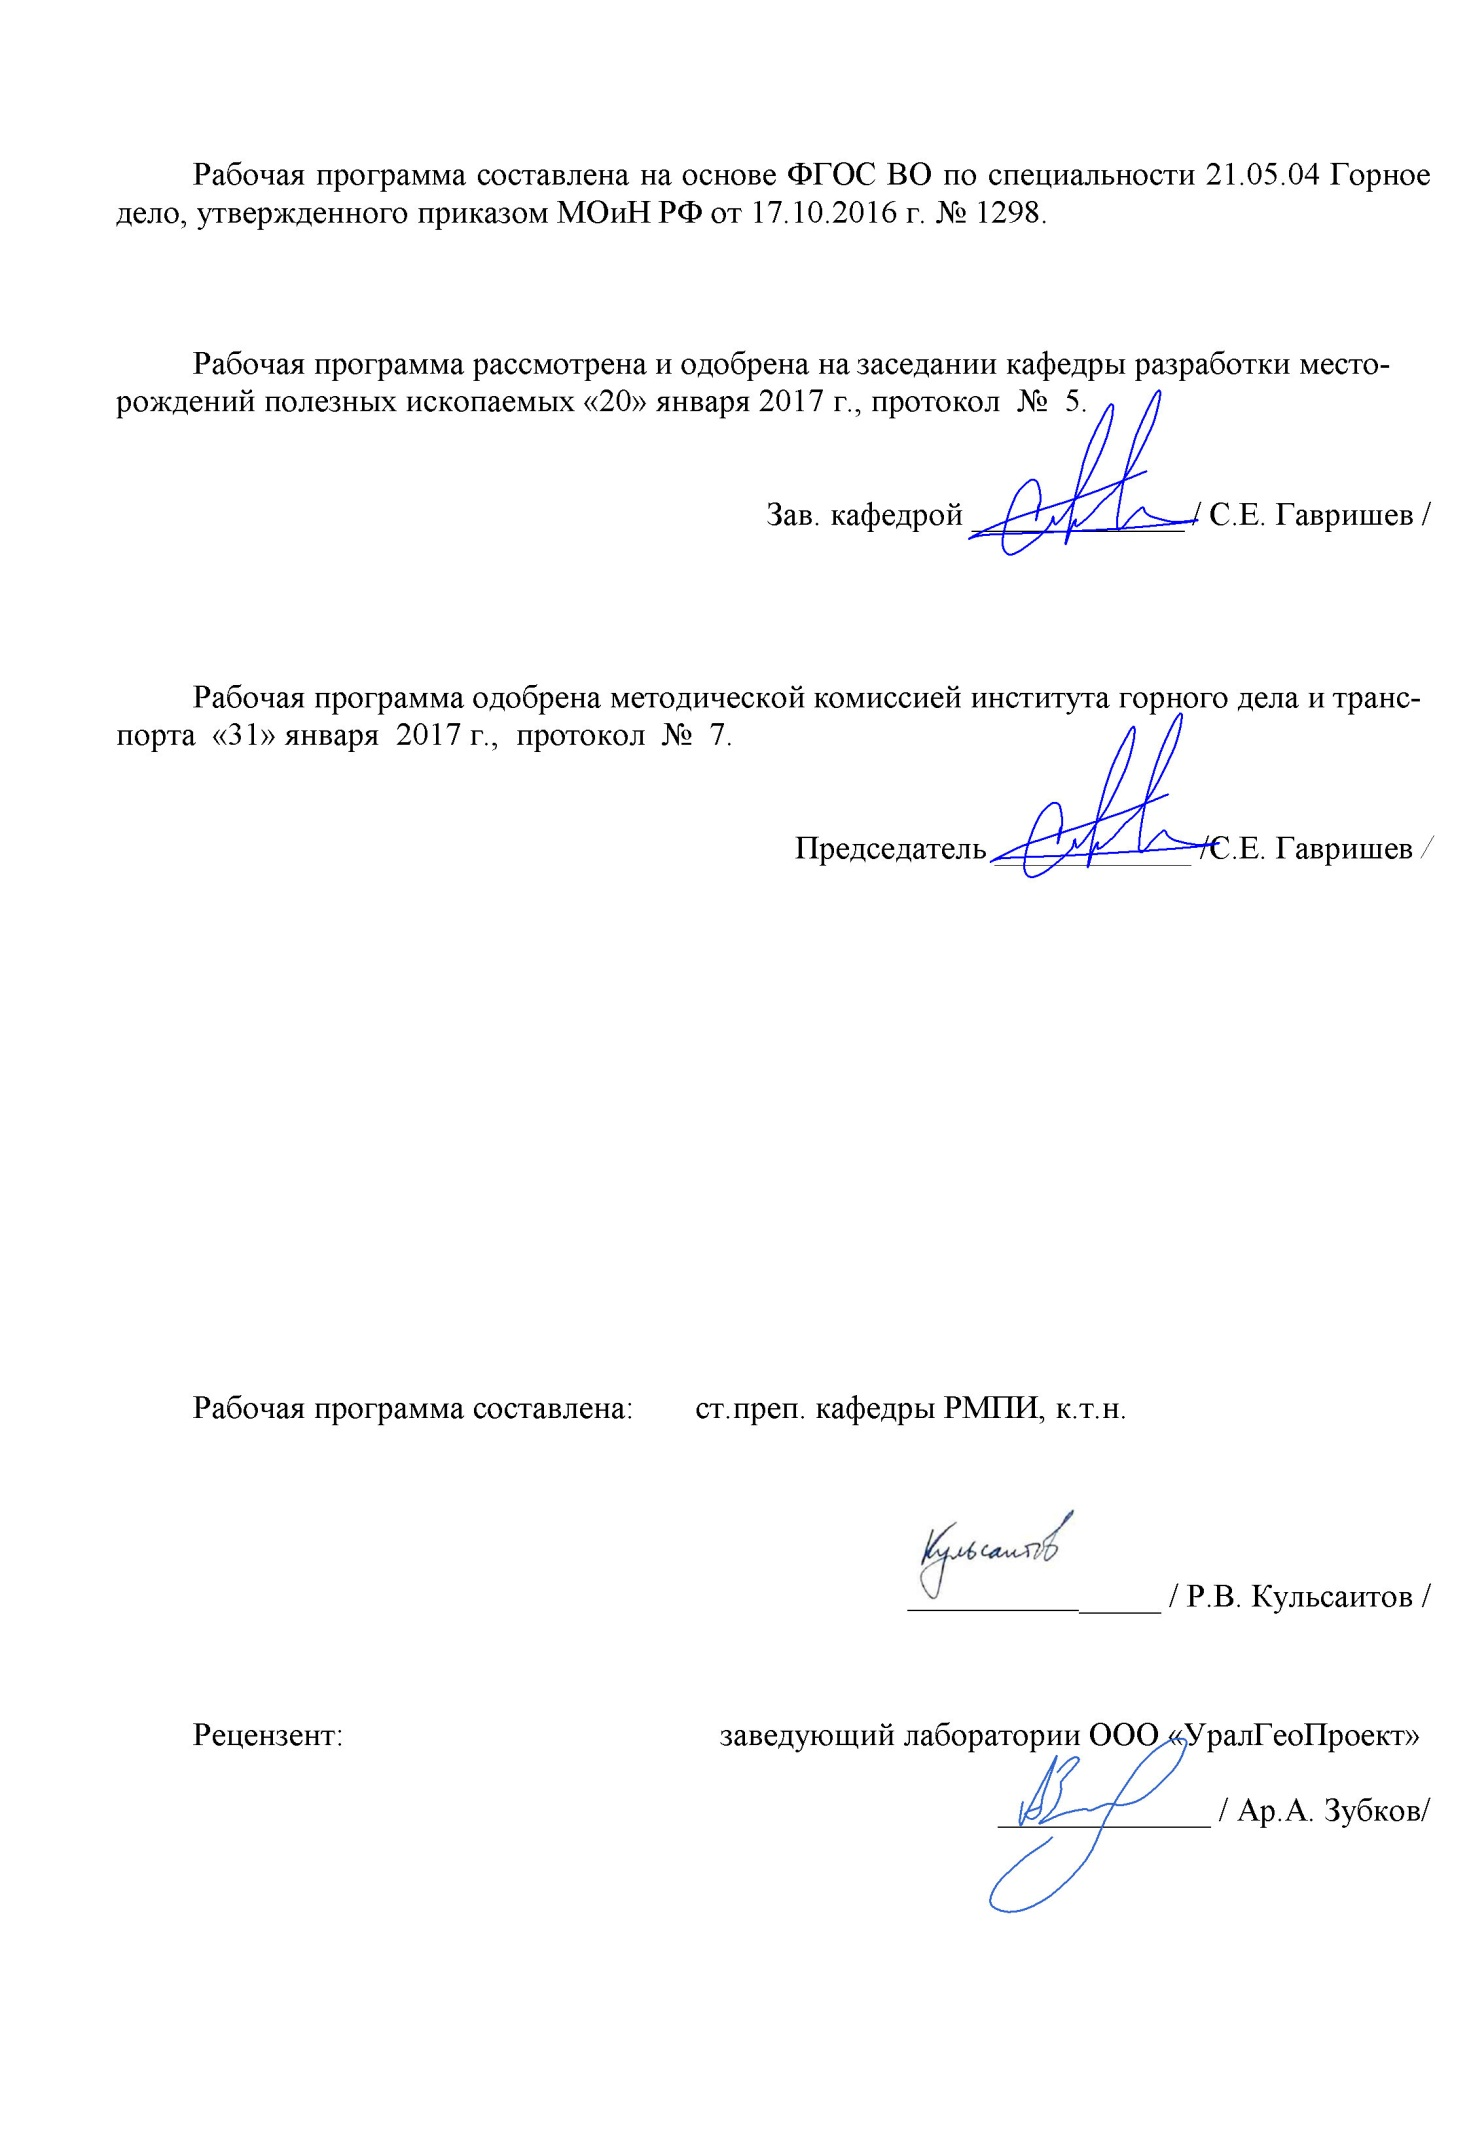 Рабочая программа составлена на основе ФГОС ВО по специальности 21.05.04 Горное
дело, утвержденного приказом МОиН РФ от 17.10.2016 г. № 1298.
Рабочая программа рассмотрена и одобрена на заседании кафедры разработки место-
рождений полезных ископаемых «20» января 2017 г., протокол № 5.
Зав. кафедрой ____________/ С.Е. Гавришев /
Рабочая программа одобрена методической комиссией института горного дела и транс-
порта «31» января 2017 г., протокол № 7.
Председатель ____________ /С.Е. Гавришев /
Рабочая программа составлена: ст.преп. кафедры РМПИ, к.т.н.
Кульсаитов
_______________ / Р.В. Кульсаитов /
Рецензент: заведующий лаборатории ООО «УралГеоПроект»
_____________ / Ар.А. Зубков/